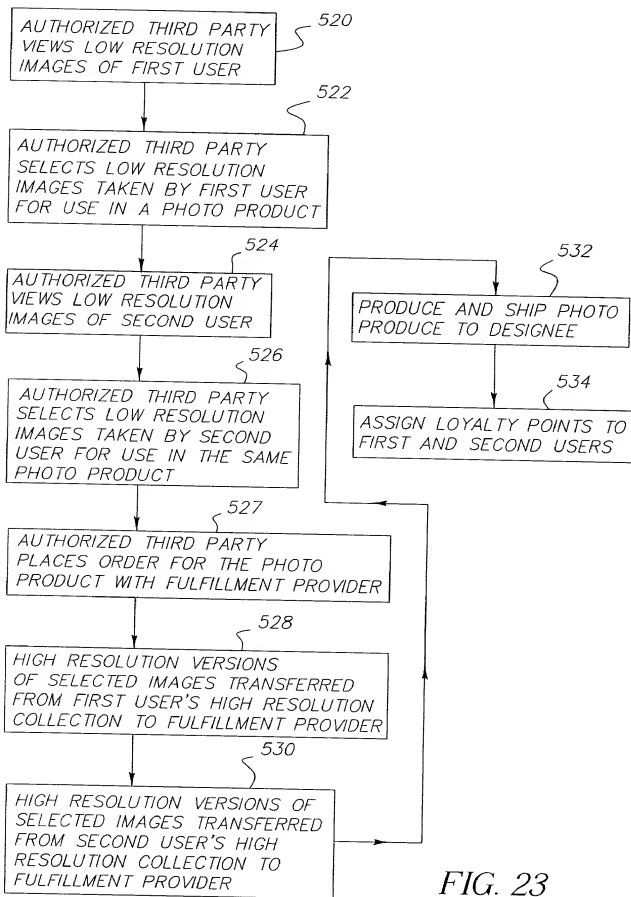 520
AUTHORIZED THIRD PARTY
VIEWS LOW RESOLUTION
IMAGES OF FIRST USER
522
AUTHORIZED THIRD PARTY
SELECTS LOW RESOLUTION
IMAGES TAKEN BY FIRST USER
FOR USE IN A PHOTO PRODUCT
524
AUTHORIZED THIRD PARTY
VIEWS LOW RESOLUTION
IMAGES OF SECOND USER
526
AUTHORIZED THIRD PARTY
SELECTS LOW RESOLUTION
IMAGES TAKEN BY SECOND
USER FOR USE IN THE SAME
PHOTO PRODUCT
527
AUTHORIZED THIRD PARTY
PLACES ORDER FOR THE PHOTO
PRODUCT WITH FULFILLMENT PROVIDER
528
HIGH RESOLUTION VERSIONS
OF SELECTED IMAGES TRANSFERRED
FROM FIRST USER'S HIGH RESOLUTION
COLLECTION TO FULFILLMENT PROVIDER
530
HIGH RESOLUTION VERSIONS OF
SELECTED IMAGES TRANSFERRED
FROM SECOND USER'S HIGH
RESOLUTION COLLECTION TO
FULFILLMENT PROVIDER
532
PRODUCE AND SHIP PHOTO
PRODUCE TO DESIGNEE
534
ASSIGN LOYALTY POINTS TO
FIRST AND SECOND USERS
FIG. 23